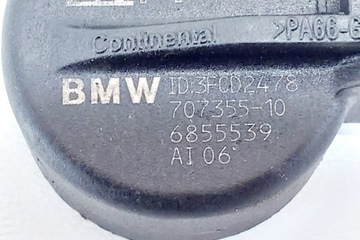 Continental >PA66-G
BMW ID:3FCD2478
707355-10
6855539
AI 06